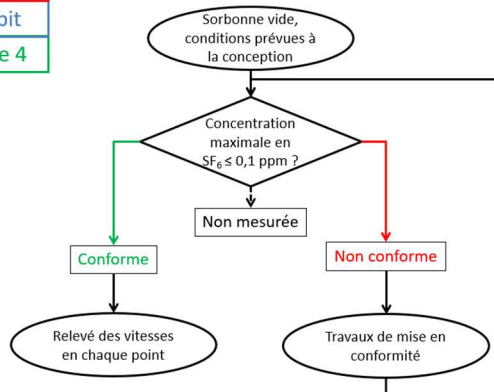 bit
e 4
Sorbonne vide,
conditions prévues à
la conception
Concentration
maximale en
SF₆ ≤ 0,1 ppm ?
Non mesurée
Conforme
Non conforme
Relevé des vitesses
en chaque point
Travaux de mise en
conformité